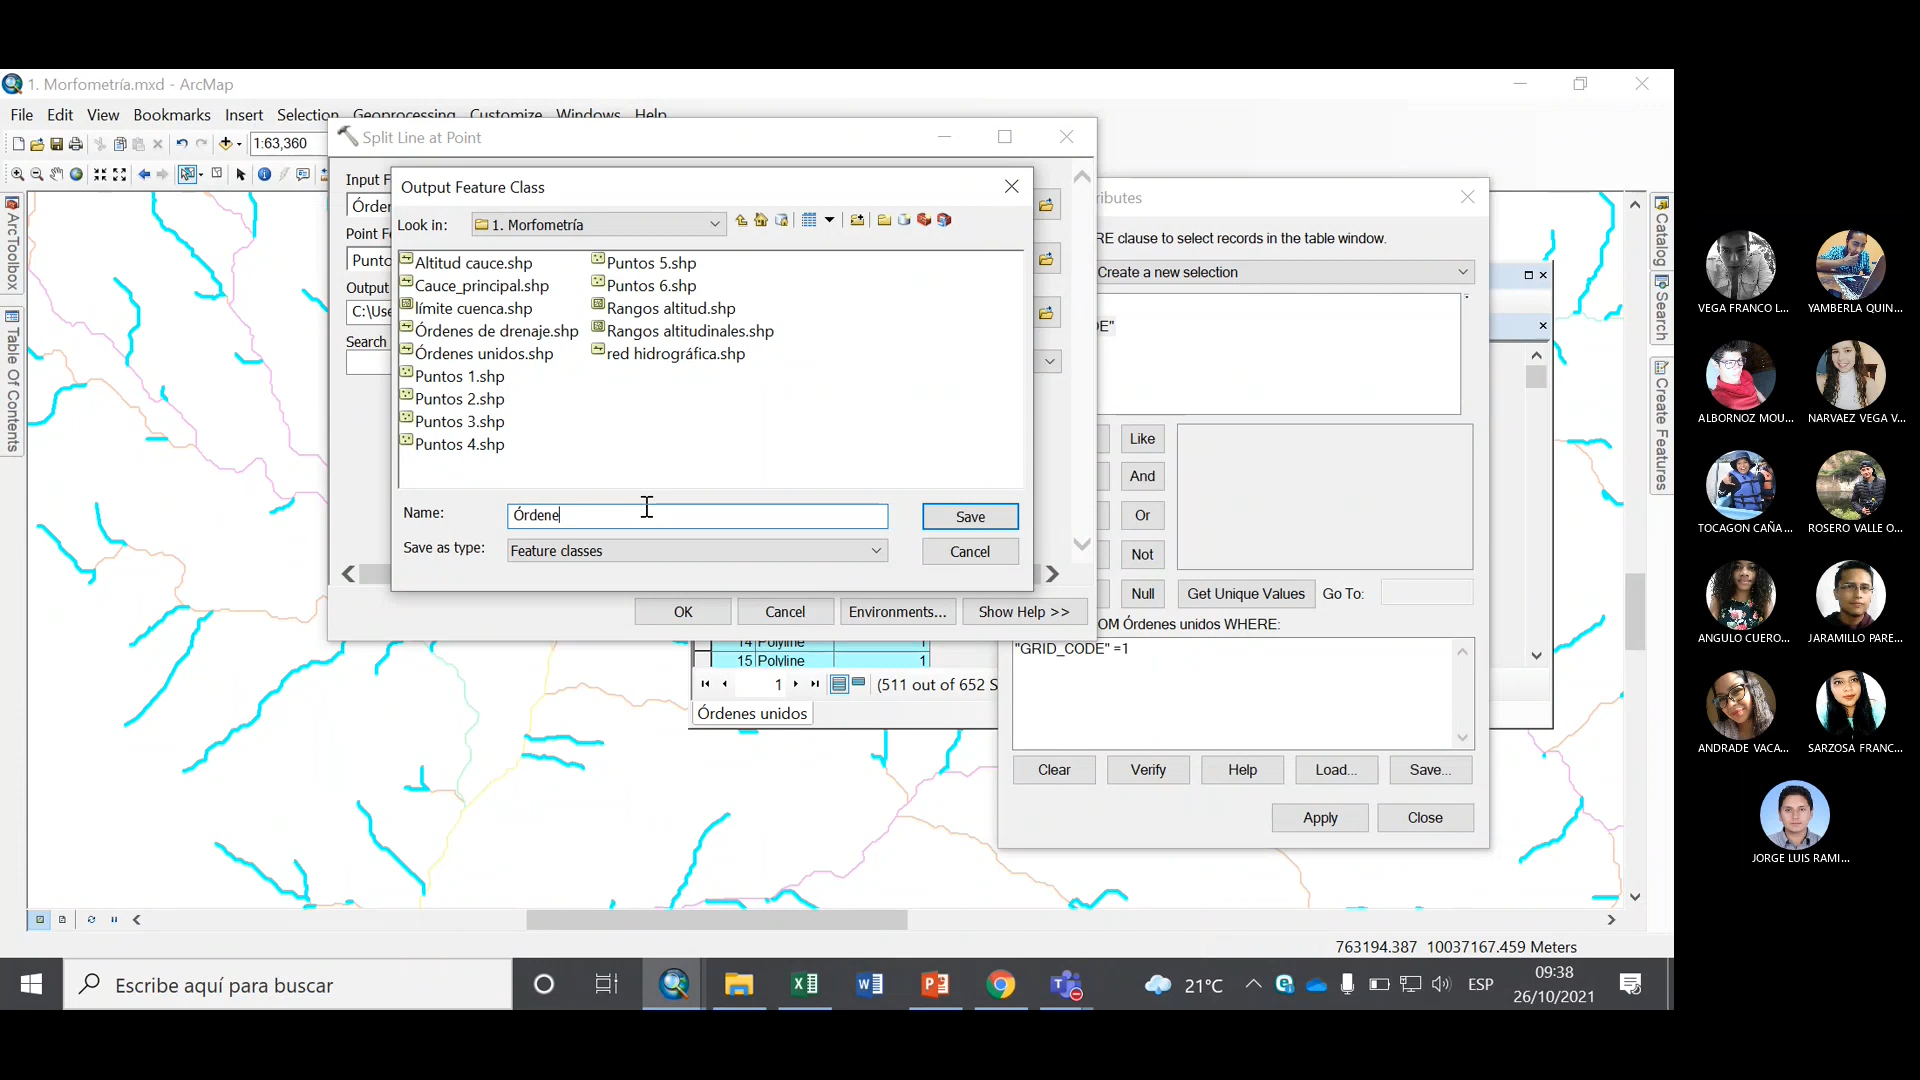 1. Morfometría.mxd - ArcMap
File Edit View Bookmarks Insert Selection Geoprocessing Customize Windows Help
1:63,360
ArcToolbox
Table Of Contents
Split Line at Point
Input F
Órde
Point Fe
Punto
Output
C:\Use
Search
OK Cancel Environments... Show Help >>
Output Feature Class
Look in: 1. Morfometría
Altitud cauce.shp
Cauce_principal.shp
límite cuenca.shp
Órdenes de drenaje.shp
Órdenes unidos.shp
Puntos 1.shp
Puntos 2.shp
Puntos 3.shp
Puntos 4.shp
Puntos 5.shp
Puntos 6.shp
Rangos altitud.shp
Rangos altitudinales.shp
red hidrográfica.shp
Name: Órdene Save
Save as type: Feature classes Cancel
ributes
RE clause to select records in the table window.
Create a new selection
DE"
Like
And
Or
Not
Null Get Unique Values Go To:
OM Órdenes unidos WHERE:
"GRID_CODE" =1
Clear Verify Help Load... Save...
Apply Close
14 Polyline 1
15 Polyline 1
1 (511 out of 652 S
Órdenes unidos
Catalog
Search
Create Features
763194.387 10037167.459 Meters
Escribe aquí para buscar
21°C
ESP
09:38
26/10/2021
VEGA FRANCO L... YAMBERLA QUIN...
ALBORNOZ MOU... NARVAEZ VEGA V...
TOCAGON CAÑA... ROSERO VALLE O...
ANGULO CUERO... JARAMILLO PARE...
ANDRADE VACA... SARZOSA FRANC...
JORGE LUIS RAMI...